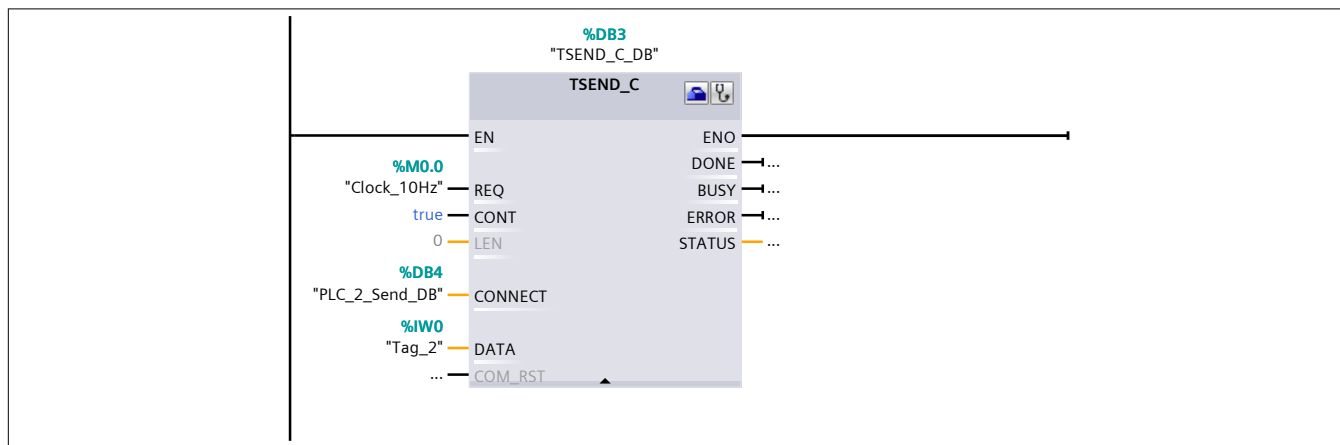 %DB3
"TSEND_C_DB"
TSEND_C
EN ENO
DONE ...
%M0.0
"Clock_10Hz" REQ BUSY ...
true CONT ERROR ...
0 LEN STATUS ...
%DB4
"PLC_2_Send_DB" CONNECT
%IW0
"Tag_2" DATA
... COM_RST